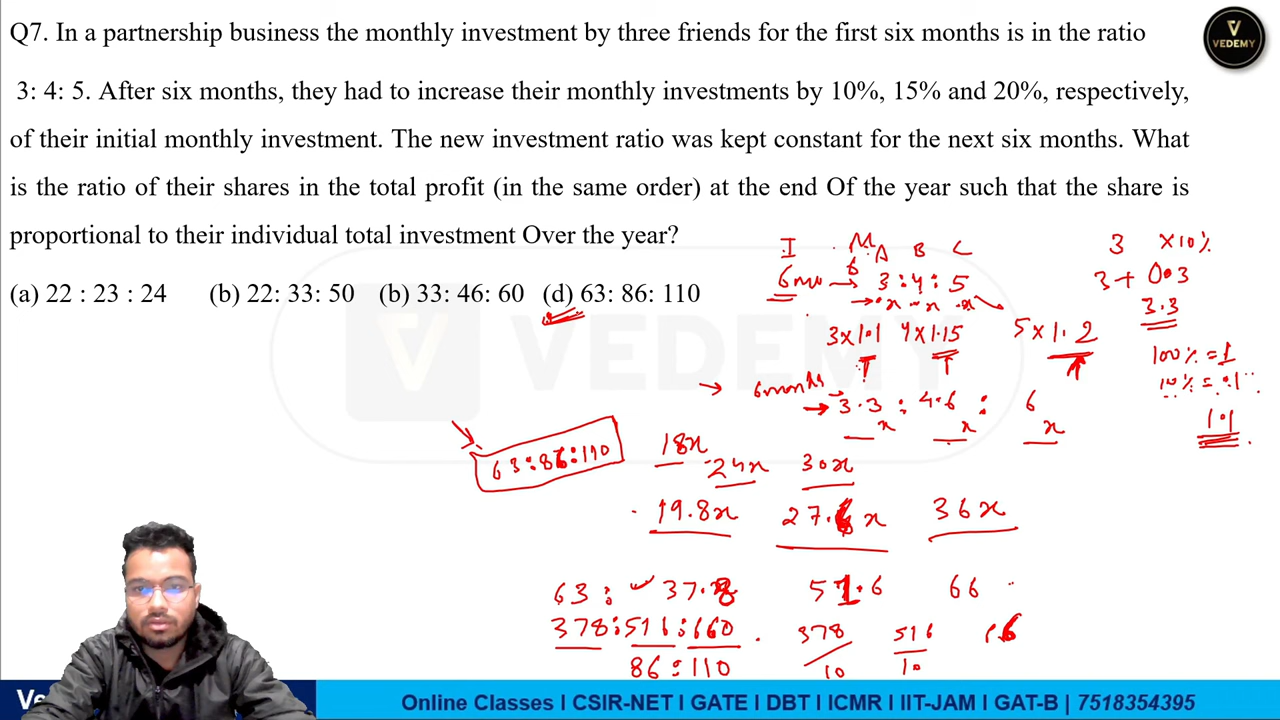 Q7. In a partnership business the monthly investment by three friends for the first six months is in the ratio
3: 4: 5. After six months, they had to increase their monthly investments by 10%, 15% and 20%, respectively,
of their initial monthly investment. The new investment ratio was kept constant for the next six months. What
is the ratio of their shares in the total profit (in the same order) at the end Of the year such that the share is
proportional to their individual total investment Over the year?
(a) 22 : 23 : 24 (b) 22: 33: 50 (b) 33: 46: 60 (d) 63: 86: 110
VEDEMY
I
A B C
3 : 4 : 5
3 × 10%
3 + 0.3
3.3
3×1.1 4×1.15 5×1.2
100% = 1
10% = .1
1.1
6 months
3.3 : 4.6 : 6
x x x
63:86:110
18x 24x 30x
19.8x 27.6x 36x
63: 37.8 51.6 66
378:516:660
378 516
10 10
86:110
VEDEMY
Online Classes I CSIR-NET I GATE I DBT I ICMR I IIT-JAM I GAT-B I 7518354395